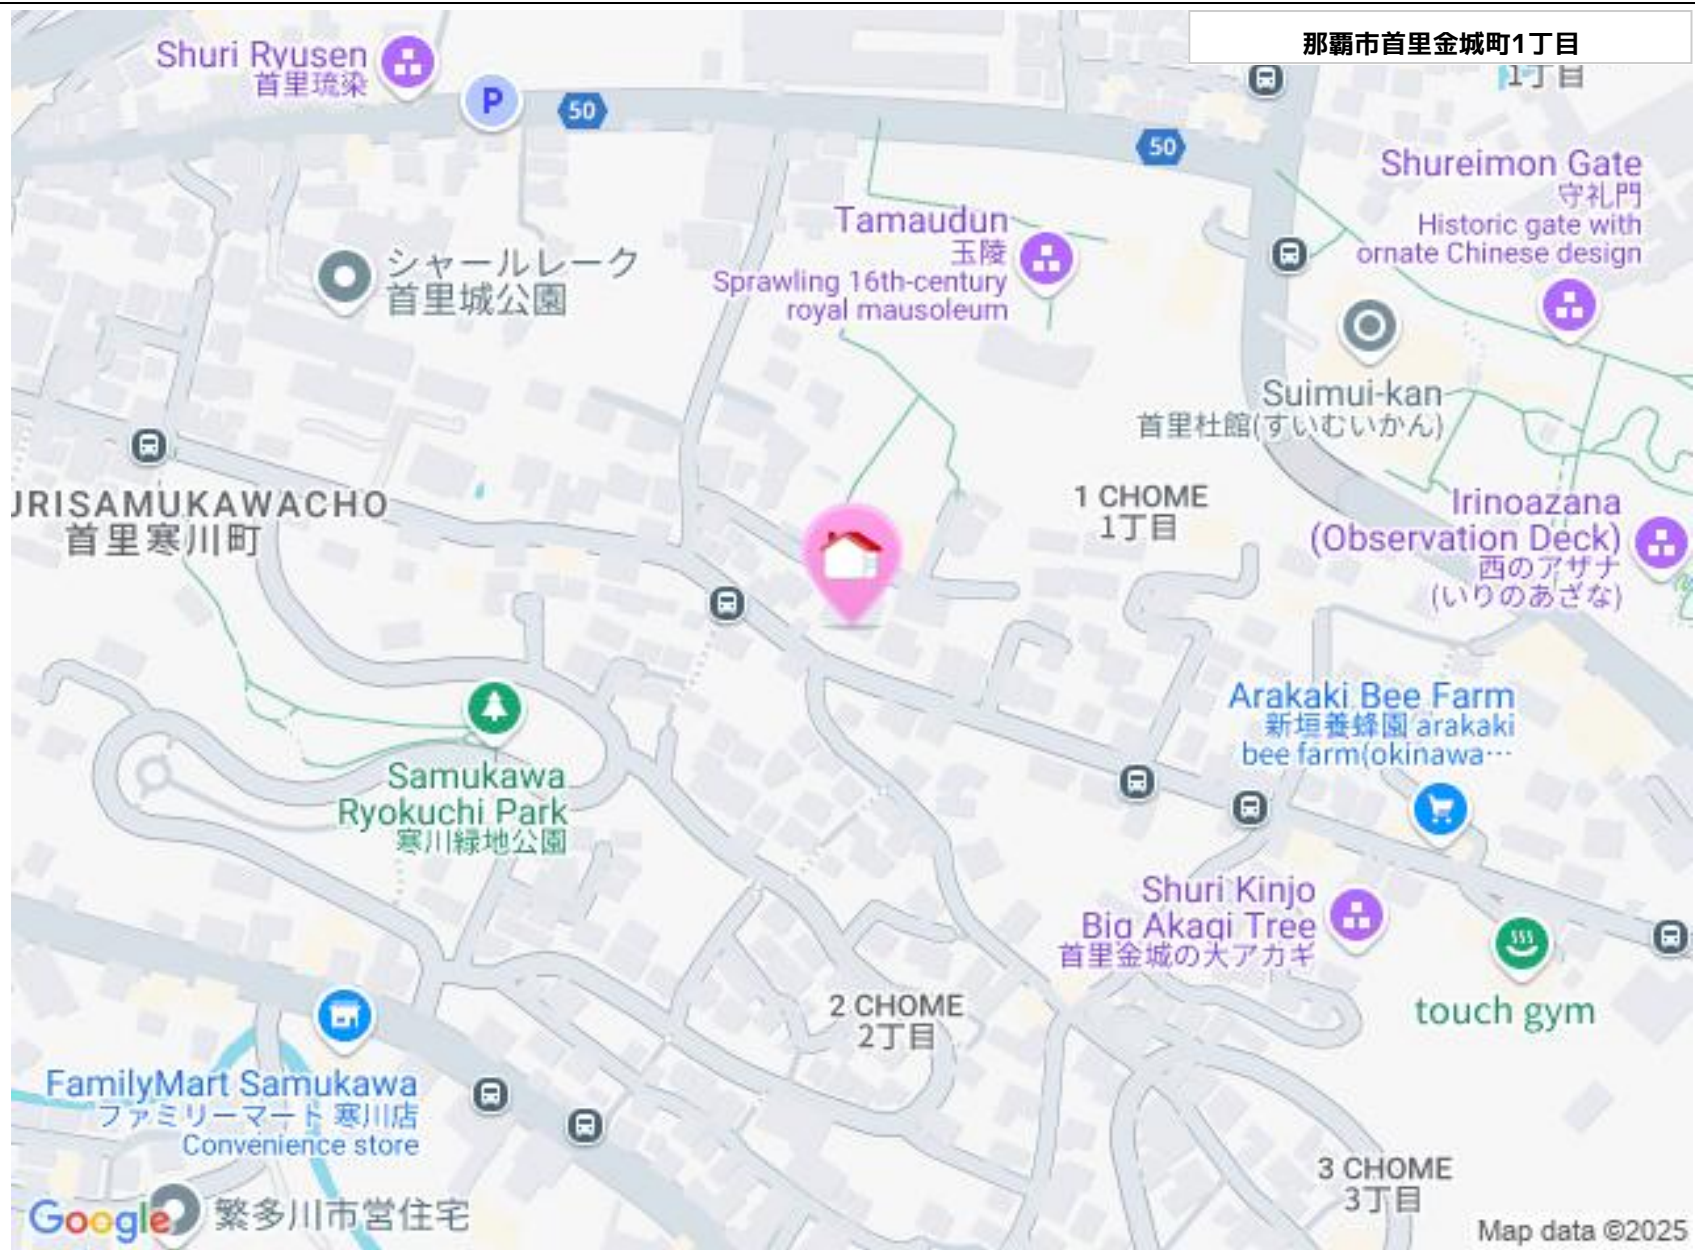 那覇市首里金城町1丁目
1丁目
Shuri Ryusen
首里琉染
P
50
50
Shureimon Gate
守礼門
Historic gate with
ornate Chinese design
Tamaudun
玉陵
Sprawling 16th-century
royal mausoleum
シャールレーク
首里城公園
Suimui-kan
首里杜館(すいむいかん)
URISAMUKAWACHO
首里寒川町
1 CHOME
1丁目
Irinoazana
(Observation Deck)
西のアザナ
(いりのあざな)
Arakaki Bee Farm
新垣養蜂園 arakaki
bee farm(okinawa…
Samukawa
Ryokuchi Park
寒川緑地公園
Shuri Kinjo
Big Akagi Tree
首里金城の大アカギ
2 CHOME
2丁目
touch gym
FamilyMart Samukawa
ファミリーマート 寒川店
Convenience store
3 CHOME
3丁目
Google
繁多川市営住宅
Map data ©2025